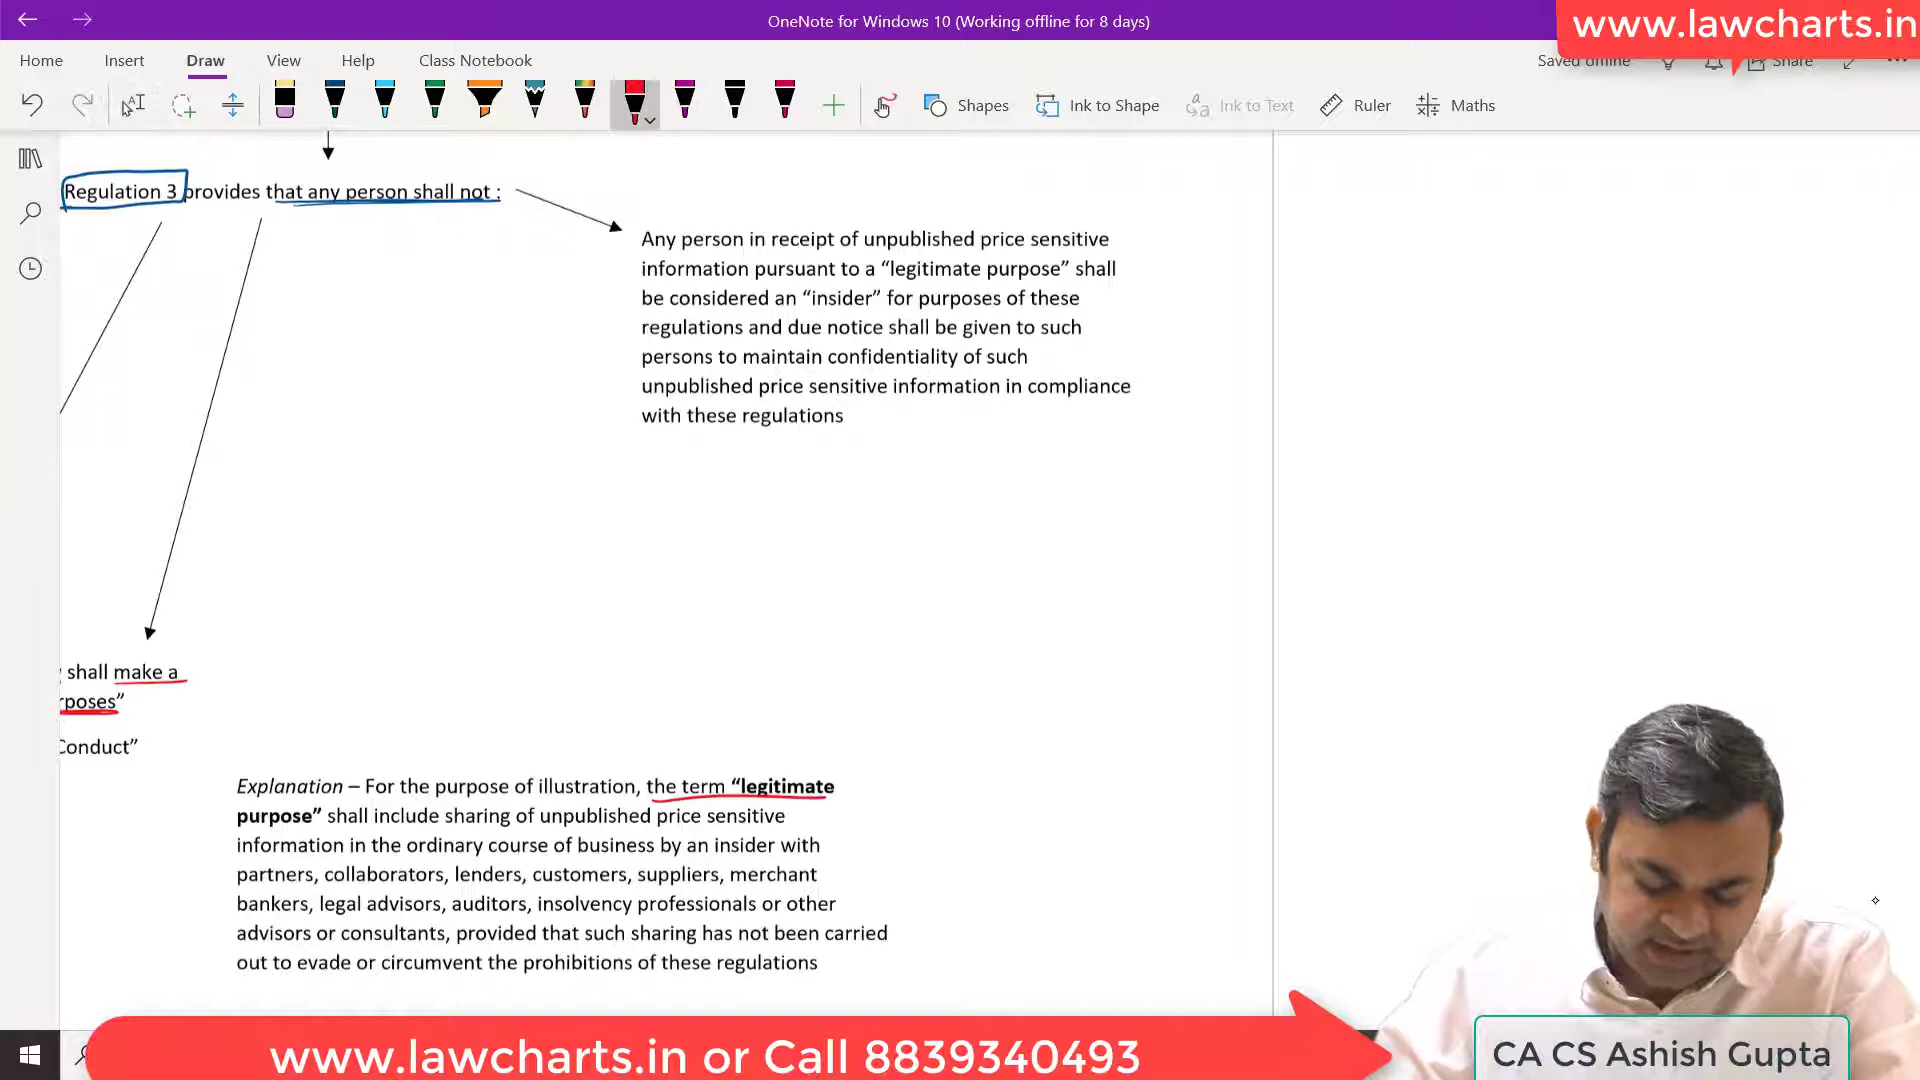 OneNote for Windows 10 (Working offline for 8 days)
www.lawcharts.in
Home Insert Draw View Help Class Notebook
Saved offline Share
Shapes Ink to Shape Ink to Text Ruler Maths
Regulation 3 provides that any person shall not :
Any person in receipt of unpublished price sensitive
information pursuant to a “legitimate purpose” shall
be considered an “insider” for purposes of these
regulations and due notice shall be given to such
persons to maintain confidentiality of such
unpublished price sensitive information in compliance
with these regulations
shall make a
rposes”
Conduct”
Explanation – For the purpose of illustration, the term “legitimate
purpose” shall include sharing of unpublished price sensitive
information in the ordinary course of business by an insider with
partners, collaborators, lenders, customers, suppliers, merchant
bankers, legal advisors, auditors, insolvency professionals or other
advisors or consultants, provided that such sharing has not been carried
out to evade or circumvent the prohibitions of these regulations
www.lawcharts.in or Call 8839340493
CA CS Ashish Gupta